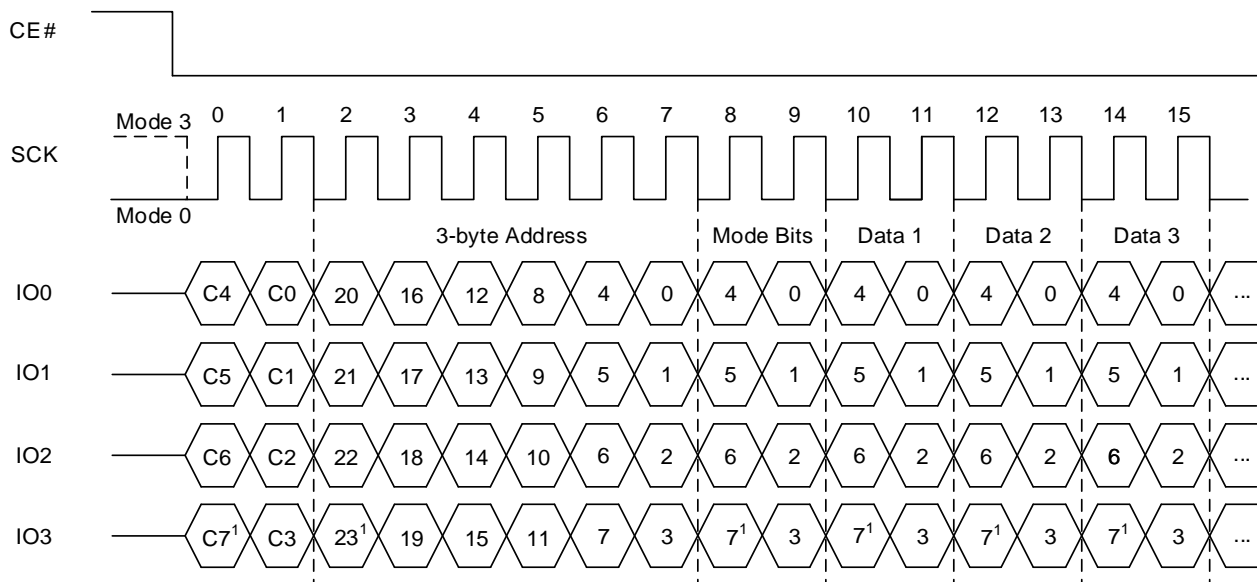 CE#
0 1 2 3 4 5 6 7 8 9 10 11 12 13 14 15
Mode 3
SCK
Mode 0
3-byte Address Mode Bits Data 1 Data 2 Data 3
IO0 C4 C0 20 16 12 8 4 0 4 0 4 0 4 0 4 0 ...
IO1 C5 C1 21 17 13 9 5 1 5 1 5 1 5 1 5 1 ...
IO2 C6 C2 22 18 14 10 6 2 6 2 6 2 6 2 6 2 ...
IO3 C7¹ C3 23¹ 19 15 11 7 3 7¹ 3 7¹ 3 7¹ 3 7¹ 3 ...